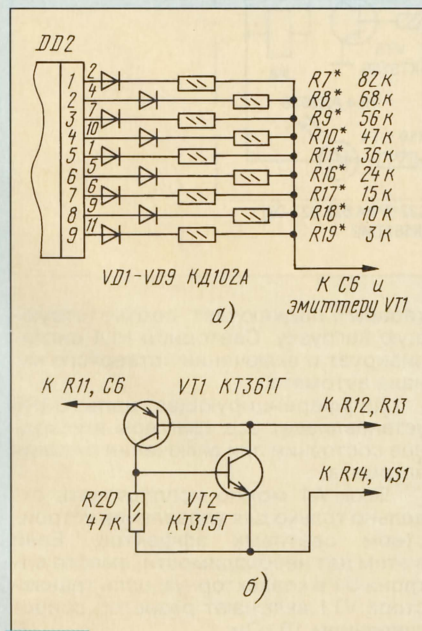 DD2
1 2 R7* 82 к
2 4 R8* 68 к
3 7 R9* 56 к
4 10 R10* 47 к
5 1 R11* 36 к
6 5 R16* 24 к
7 6 R17* 15 к
8 9 R18* 10 к
9 11 R19* 3 к
VD1-VD9 КД102А
К С6 и
эмиттеру VT1
а)
К R11, C6
VT1 КТ361Г
К R12, R13
R20
47 к
VT2
КТ315Г
К R14, VS1
б)